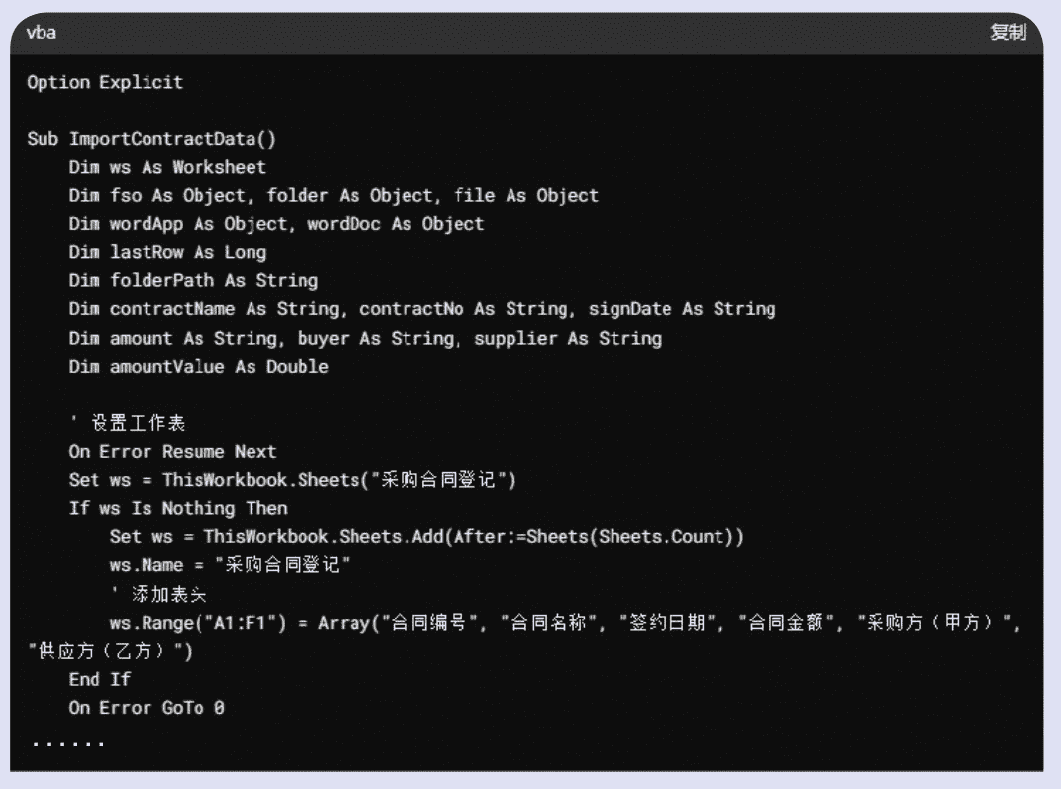 vba
复制
Option Explicit
Sub ImportContractData()
Dim ws As Worksheet
Dim fso As Object, folder As Object, file As Object
Dim wordApp As Object, wordDoc As Object
Dim lastRow As Long
Dim folderPath As String
Dim contractName As String, contractNo As String, signDate As String
Dim amount As String, buyer As String, supplier As String
Dim amountValue As Double
' 设置工作表
On Error Resume Next
Set ws = ThisWorkbook.Sheets("采购合同登记")
If ws Is Nothing Then
Set ws = ThisWorkbook.Sheets.Add(After:=Sheets(Sheets.Count))
ws.Name = "采购合同登记"
' 添加表头
ws.Range("A1:F1") = Array("合同编号", "合同名称", "签约日期", "合同金额", "采购方（甲方）",
"供应方（乙方）")
End If
On Error GoTo 0
......